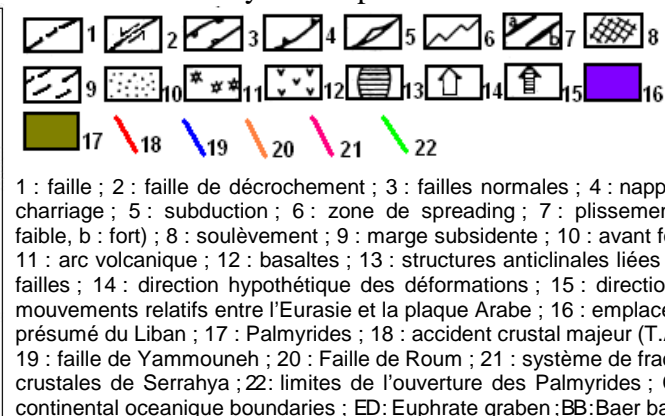 1 2 3 4 5 6 7 8
a b
9 10 11 12 13 14 15 16
17 18 19 20 21 22
1 : faille ; 2 : faille de décrochement ; 3 : failles normales ; 4 : napp
charriage ; 5 : subduction ; 6 : zone de spreading ; 7 : plissemen
faible, b : fort) ; 8 : soulèvement ; 9 : marge subsidente ; 10 : avant f
11 : arc volcanique ; 12 : basaltes ; 13 : structures anticlinales liées
failles ; 14 : direction hypothétique des déformations ; 15 : directio
mouvements relatifs entre l'Eurasie et la plaque Arabe ; 16 : emplace
présumé du Liban ; 17 : Palmyrides ; 18 : accident crustal majeur (T.
19 : faille de Yammouneh ; 20 : Faille de Roum ; 21 : système de fra
crustales de Serrahya ; 22: limites de l'ouverture des Palmyrides ;
continental oceanique boundaries ; ED: Euphrate graben ;BB:Baer ba